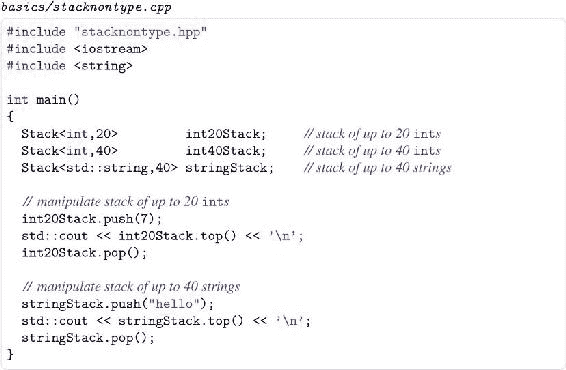 basics/stacknontype.cpp
#include "stacknontype.hpp"
#include <iostream>
#include <string>
int main()
{
Stack<int,20> int20Stack; // stack of up to 20 ints
Stack<int,40> int40Stack; // stack of up to 40 ints
Stack<std::string,40> stringStack; // stack of up to 40 strings
// manipulate stack of up to 20 ints
int20Stack.push(7);
std::cout << int20Stack.top() << '\n';
int20Stack.pop();
// manipulate stack of up to 40 strings
stringStack.push("hello");
std::cout << stringStack.top() << '\n';
stringStack.pop();
}